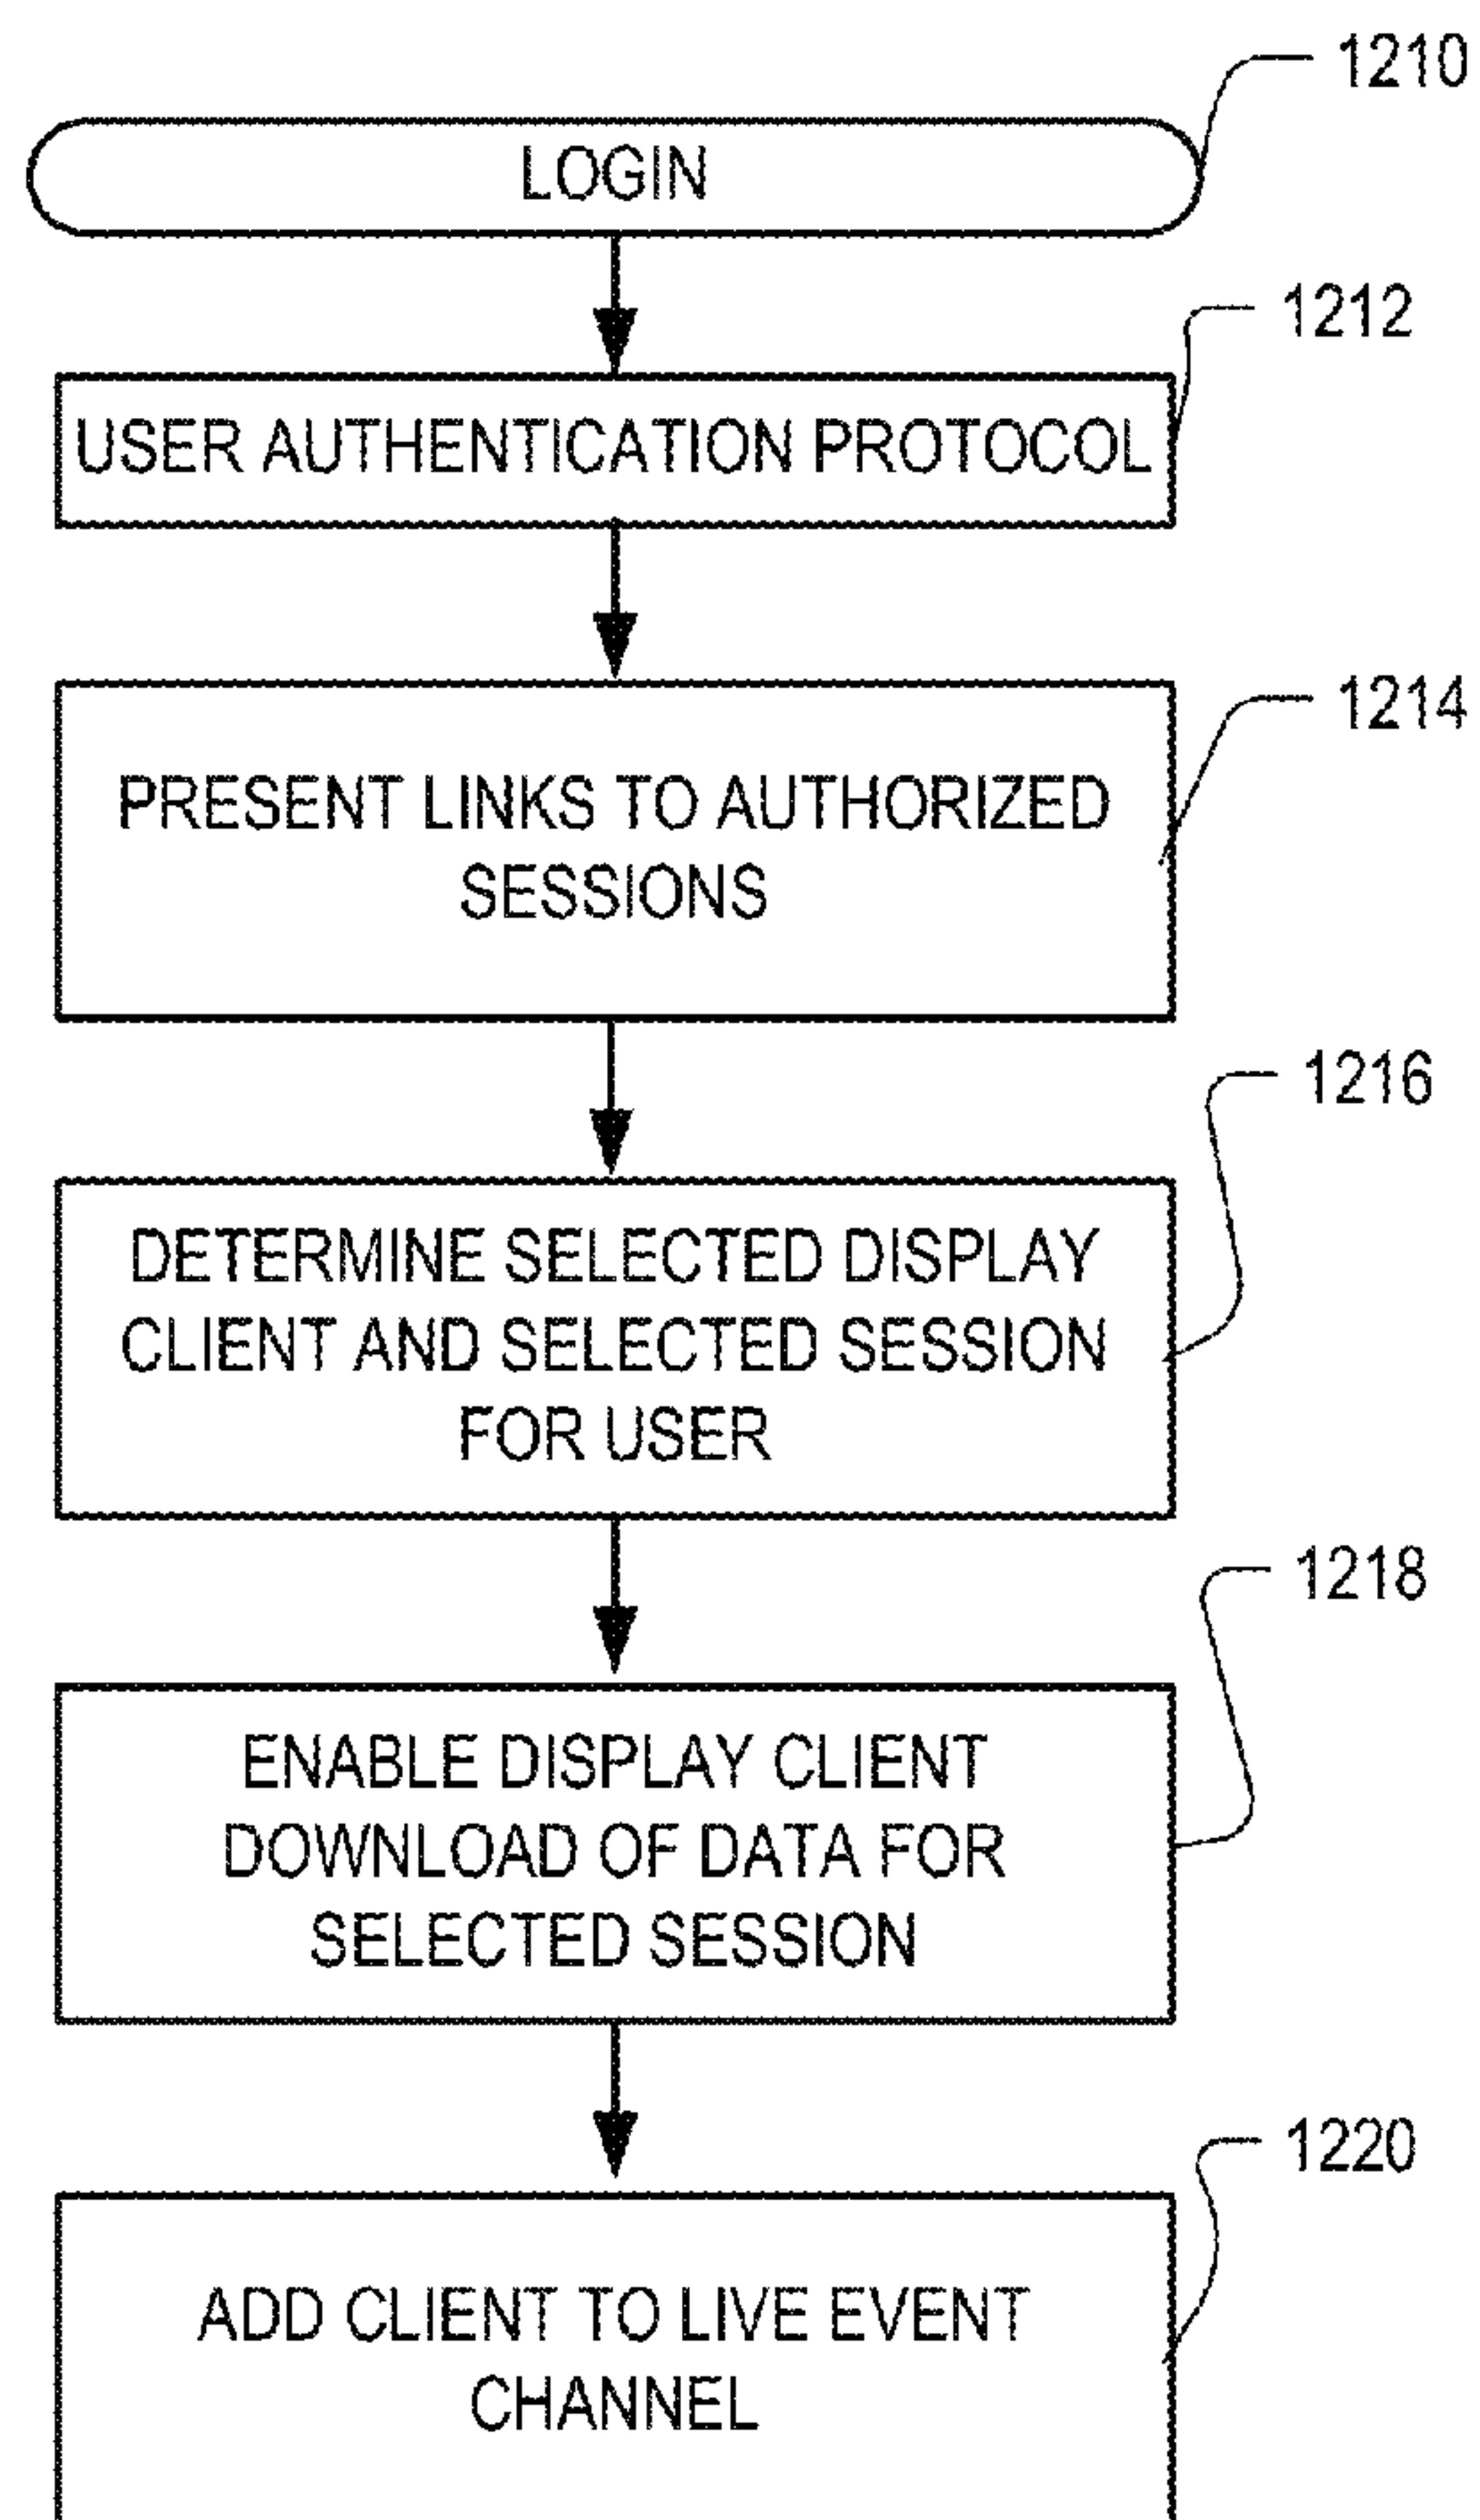 1210
LOGIN
1212
USER AUTHENTICATION PROTOCOL
1214
PRESENT LINKS TO AUTHORIZED
SESSIONS
1216
DETERMINE SELECTED DISPLAY
CLIENT AND SELECTED SESSION
FOR USER
1218
ENABLE DISPLAY CLIENT
DOWNLOAD OF DATA FOR
SELECTED SESSION
1220
ADD CLIENT TO LIVE EVENT
CHANNEL